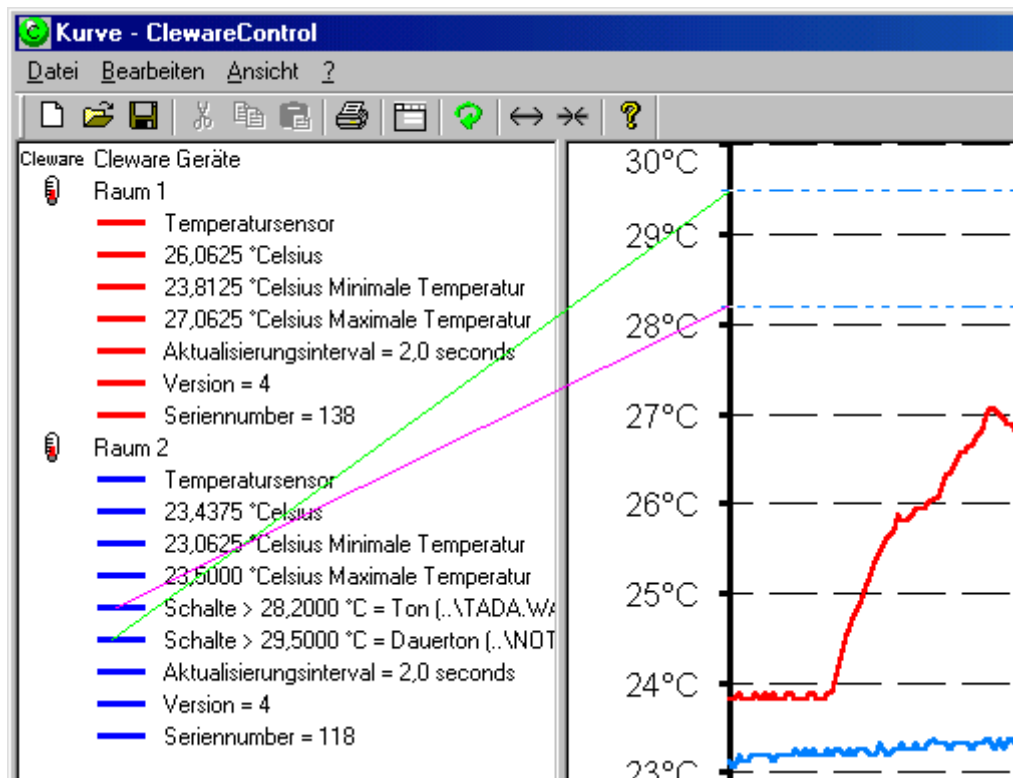 Kurve - ClewareControl
Datei Bearbeiten Ansicht ?
Cleware Cleware Geräte
Raum 1
Temperatursensor
26,0625 °Celsius
23,8125 °Celsius Minimale Temperatur
27,0625 °Celsius Maximale Temperatur
Aktualisierungsinterval = 2,0 seconds
Version = 4
Seriennumber = 138
Raum 2
Temperatursensor
23,4375 °Celsius
23,0625 °Celsius Minimale Temperatur
23,5000 °Celsius Maximale Temperatur
Schalte > 28,2000 °C = Ton (..\TADA.WA
Schalte > 29,5000 °C = Dauerton (..\NOT
Aktualisierungsinterval = 2,0 seconds
Version = 4
Seriennumber = 118
30°C
29°C
28°C
27°C
26°C
25°C
24°C
23°C